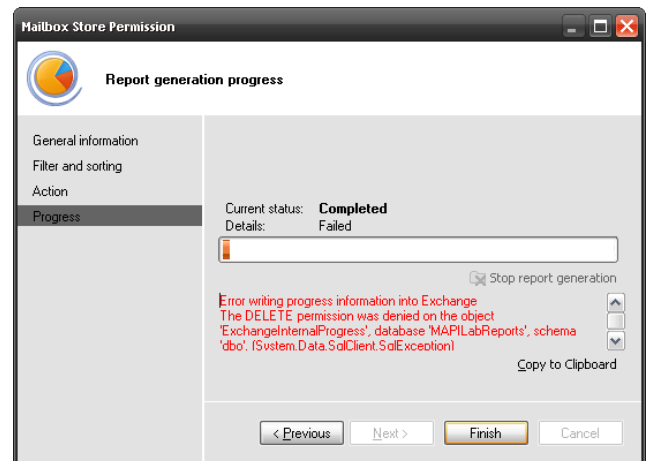 Mailbox Store Permission
Report generation progress
General information
Filter and sorting
Action
Progress
Current status: Completed
Details: Failed
Stop report generation
Error writing progress information into Exchange
The DELETE permission was denied on the object
'ExchangeInternalProgress', database 'MAPILabReports', schema
'dbo'. (System.Data.SqlClient.SqlException)
Copy to Clipboard
< Previous
Next >
Finish
Cancel